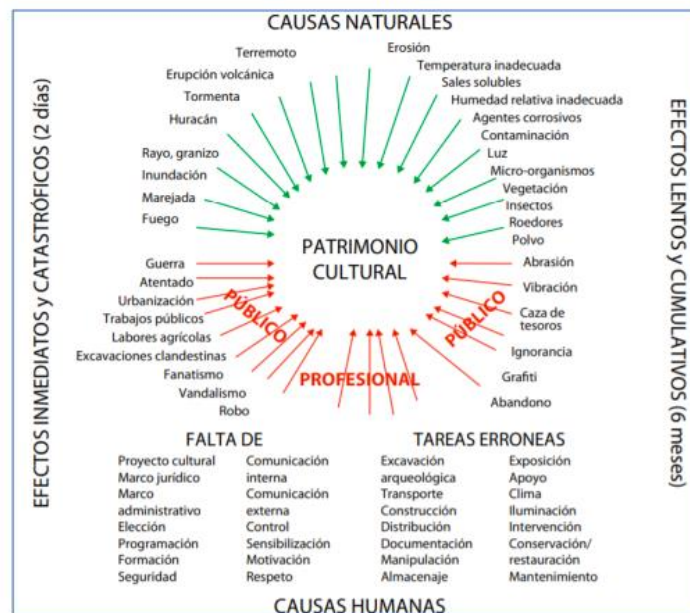 CAUSAS NATURALES
Terremoto
Erupción volcánica
Tormenta
Huracán
Rayo, granizo
Inundación
Marejada
Fuego
Erosión
Temperatura inadecuada
Sales solubles
Humedad relativa inadecuada
Agentes corrosivos
Contaminación
Luz
Micro-organismos
Vegetación
Insectos
Roedores
Polvo
EFECTOS INMEDIATOS y CATASTRÓFICOS (2 días)
EFECTOS LENTOS y CUMULATIVOS (6 meses)
PATRIMONIO
CULTURAL
Guerra
Atentado
Urbanización
Trabajos públicos
Labores agrícolas
Excavaciones clandestinas
Fanatismo
Vandalismo
Robo
PÚBLICO
PROFESIONAL
PÚBLICO
Abrasión
Vibración
Caza de
tesoros
Ignorancia
Grafiti
Abandono
FALTA DE
Proyecto cultural
Marco jurídico
Marco
administrativo
Elección
Programación
Formación
Seguridad
Comunicación
interna
Comunicación
externa
Control
Sensibilización
Motivación
Respeto
TAREAS ERRONEAS
Excavación
arqueológica
Transporte
Construcción
Distribución
Documentación
Manipulación
Almacenaje
Exposición
Apoyo
Clima
Iluminación
Intervención
Conservación/
restauración
Mantenimiento
CAUSAS HUMANAS